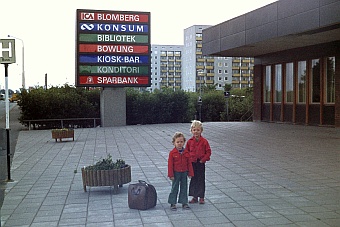 H
ICA BLOMBERG
KONSUM
BIBLIOTEK
BOWLING
KIOSK-BAR
KONDITORI
SPARBANK